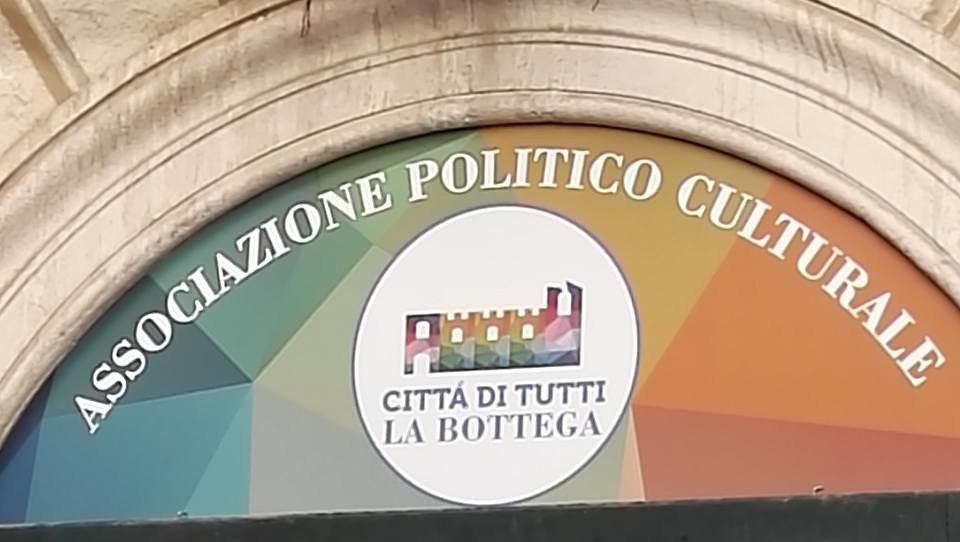 ASSOCIAZIONE POLITICO CULTURALE
CITTÁ DI TUTTI
LA BOTTEGA